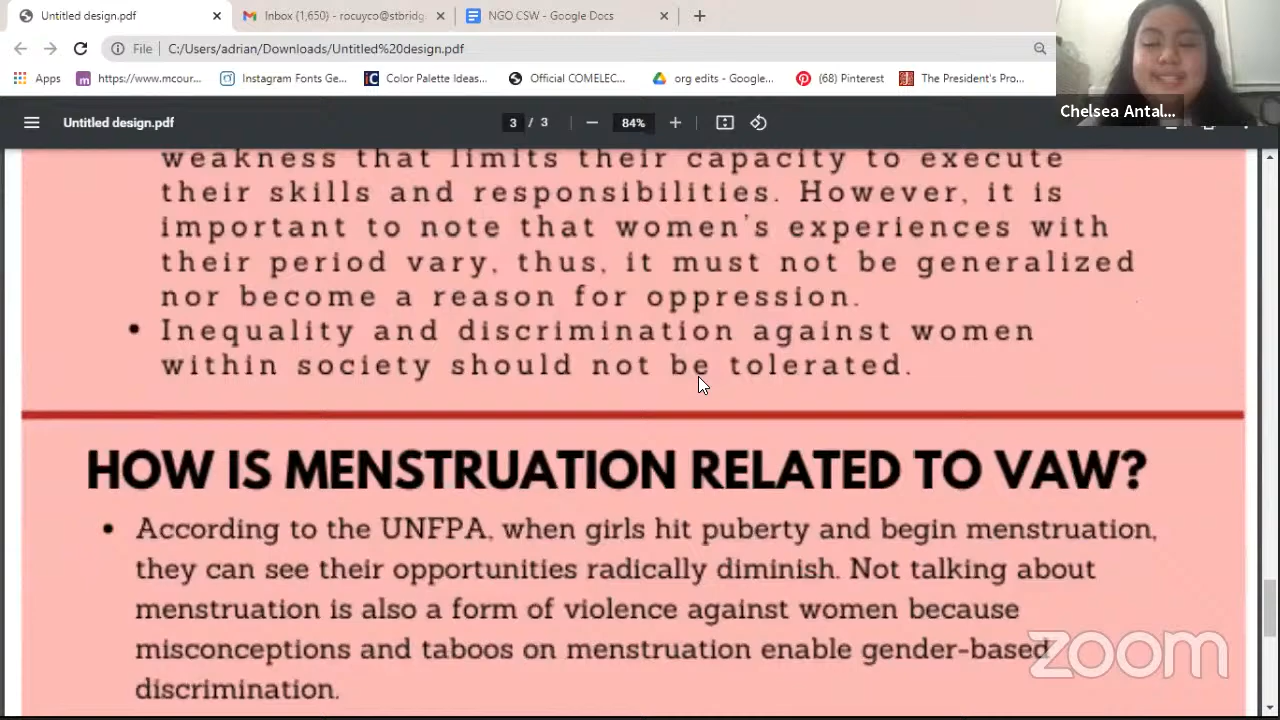 Untitled design.pdf
Inbox (1,650) - rocuyco@stbridg
NGO.CSW - Google Docs
File
C:/Users/adrian/Downloads/Untitled%20design.pdf
Apps
https://www.mcour...
Instagram Fonts Ge...
Color Palette Ideas...
Official COMELEC...
org edits - Google...
(68) Pinterest
The President's Pro...
Chelsea Antal...
Untitled design.pdf
3 / 3
84%
weakness that limits their capacity to execute
their skills and responsibilities. However, it is
important to note that women's experiences with
their period vary, thus, it must not be generalized
nor become a reason for oppression.
• Inequality and discrimination against women
within society should not be tolerated.
HOW IS MENSTRUATION RELATED TO VAW?
• According to the UNFPA, when girls hit puberty and begin menstruation,
they can see their opportunities radically diminish. Not talking about
menstruation is also a form of violence against women because
misconceptions and taboos on menstruation enable gender-based
discrimination.
zoom